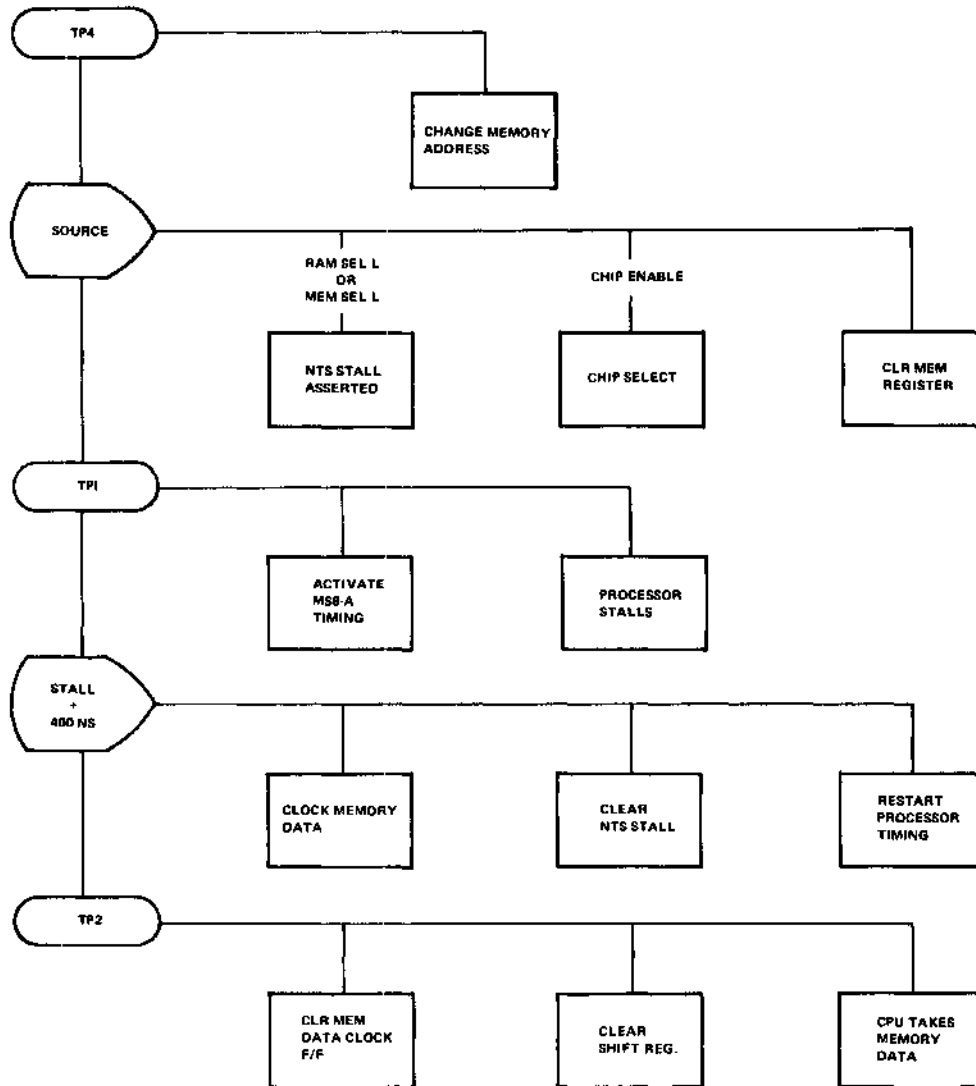 TP4
CHANGE MEMORY
ADDRESS
SOURCE
RAM SEL L
OR
MEM SEL L
CHIP ENABLE
NTS STALL
ASSERTED
CHIP SELECT
CLR MEM
REGISTER
TP1
ACTIVATE
MS8-A
TIMING
PROCESSOR
STALLS
STALL
+
400 NS
CLOCK MEMORY
DATA
CLEAR
NTS STALL
RESTART
PROCESSOR
TIMING
TP2
CLR MEM
DATA CLOCK
F/F
CLEAR
SHIFT REG.
CPU TAKES
MEMORY
DATA